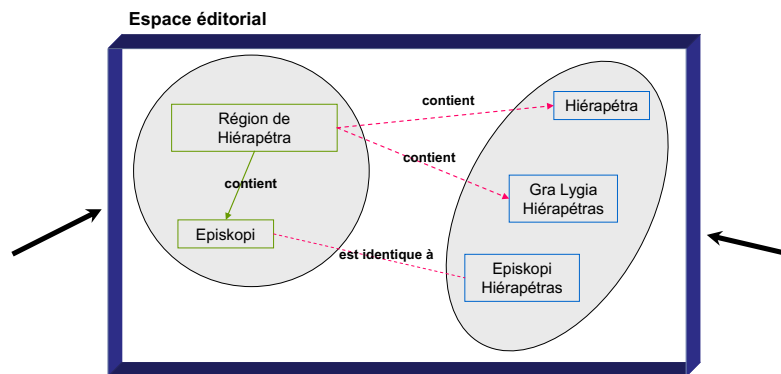 Espace éditorial
contient
Hiérapétra
Région de
Hiérapétra
contient
contient
Gra Lygia
Hiérapétras
Episkopi
est identique à
Episkopi
Hiérapétras